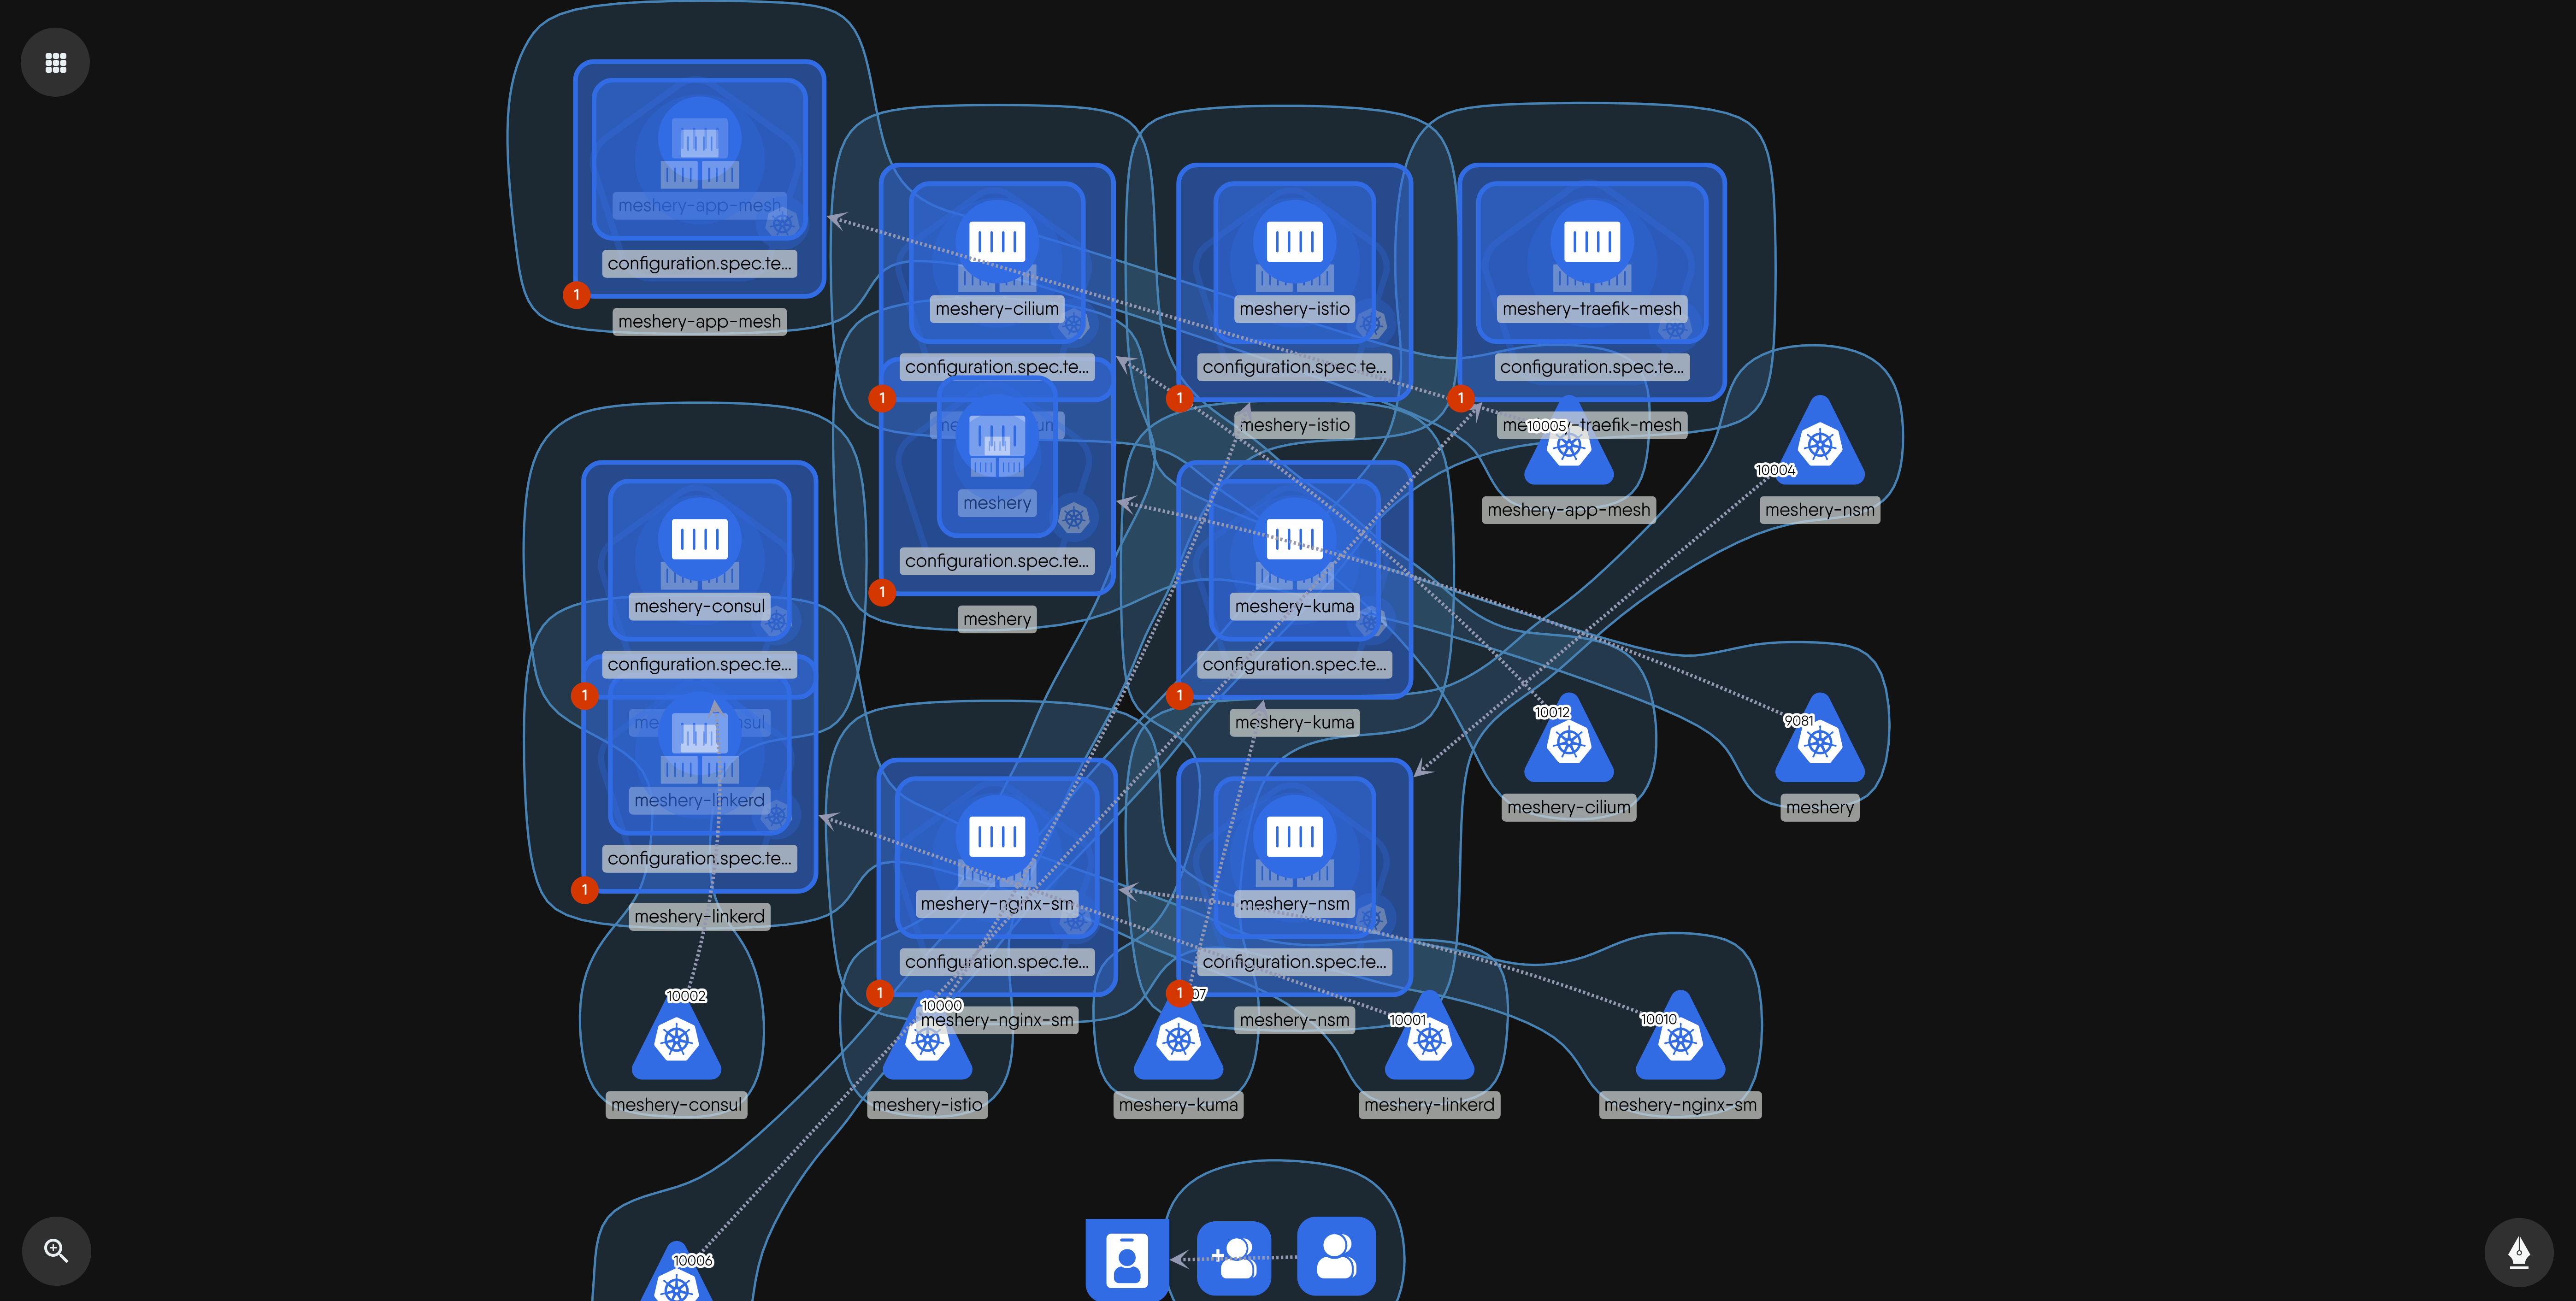 meshery-app-mesh
configuration.spec.te...
1
meshery-app-mesh
meshery-cilium
configuration.spec.te...
1
meshery-istio
configuration.spec.te...
1
meshery-istio
meshery-traefik-mesh
configuration.spec.te...
1
-traefik-mesh
10005
meshery-app-mesh
10004
meshery-nsm
meshery
configuration.spec.te...
1
meshery
meshery-consul
configuration.spec.te...
1
meshery-linkerd
configuration.spec.te...
1
meshery-linkerd
meshery-kuma
configuration.spec.te...
1
meshery-kuma
10012
meshery-cilium
9081
meshery
meshery-nginx-sm
configuration.spec.te...
1
meshery-nginx-sm
meshery-nsm
configuration.spec.te...
1
07
meshery-nsm
10002
meshery-consul
10000
meshery-istio
meshery-kuma
10001
meshery-linkerd
10010
meshery-nginx-sm
10006